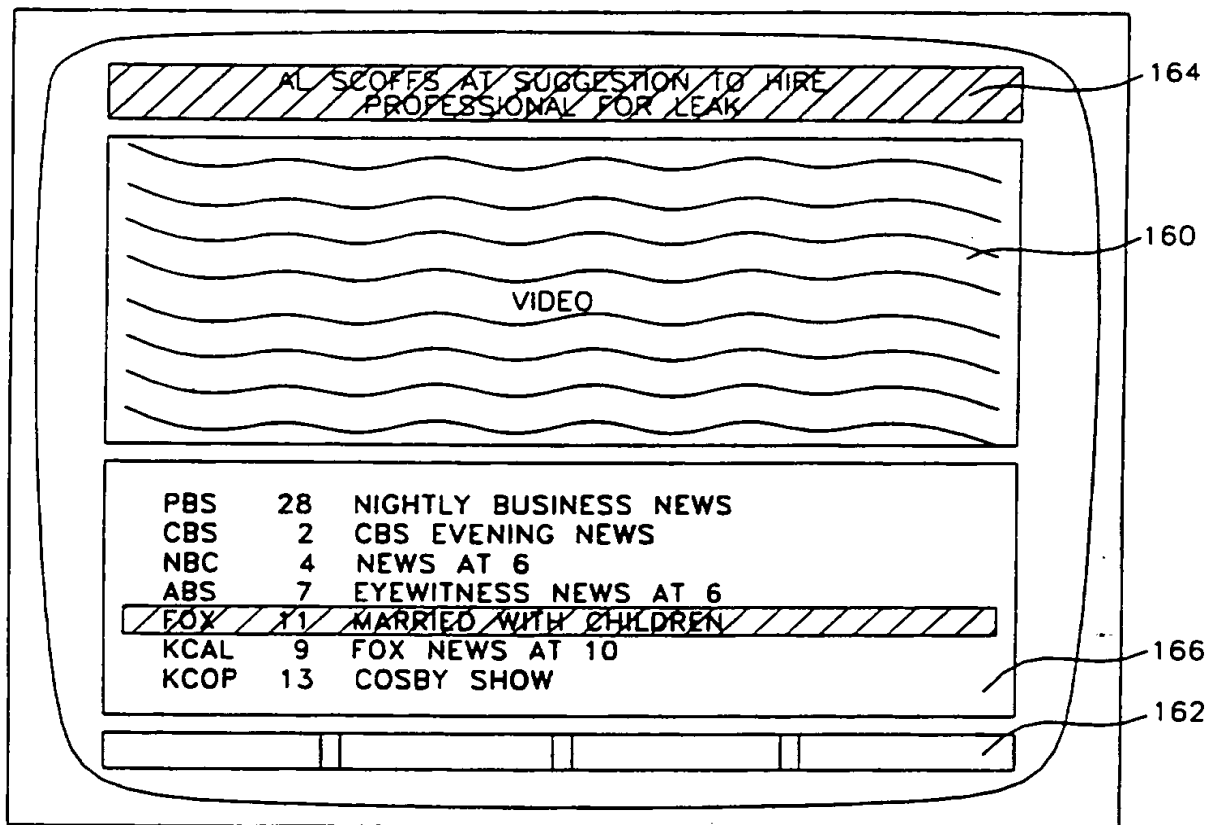 AL SCOFFS AT SUGGESTION TO HIRE
PROFESSIONAL FOR LEAK
164
160
VIDEO
PBS 28 NIGHTLY BUSINESS NEWS
CBS 2 CBS EVENING NEWS
NBC 4 NEWS AT 6
ABS 7 EYEWITNESS NEWS AT 6
FOX 11 MARRIED WITH CHILDREN
KCAL 9 FOX NEWS AT 10
KCOP 13 COSBY SHOW
166
162